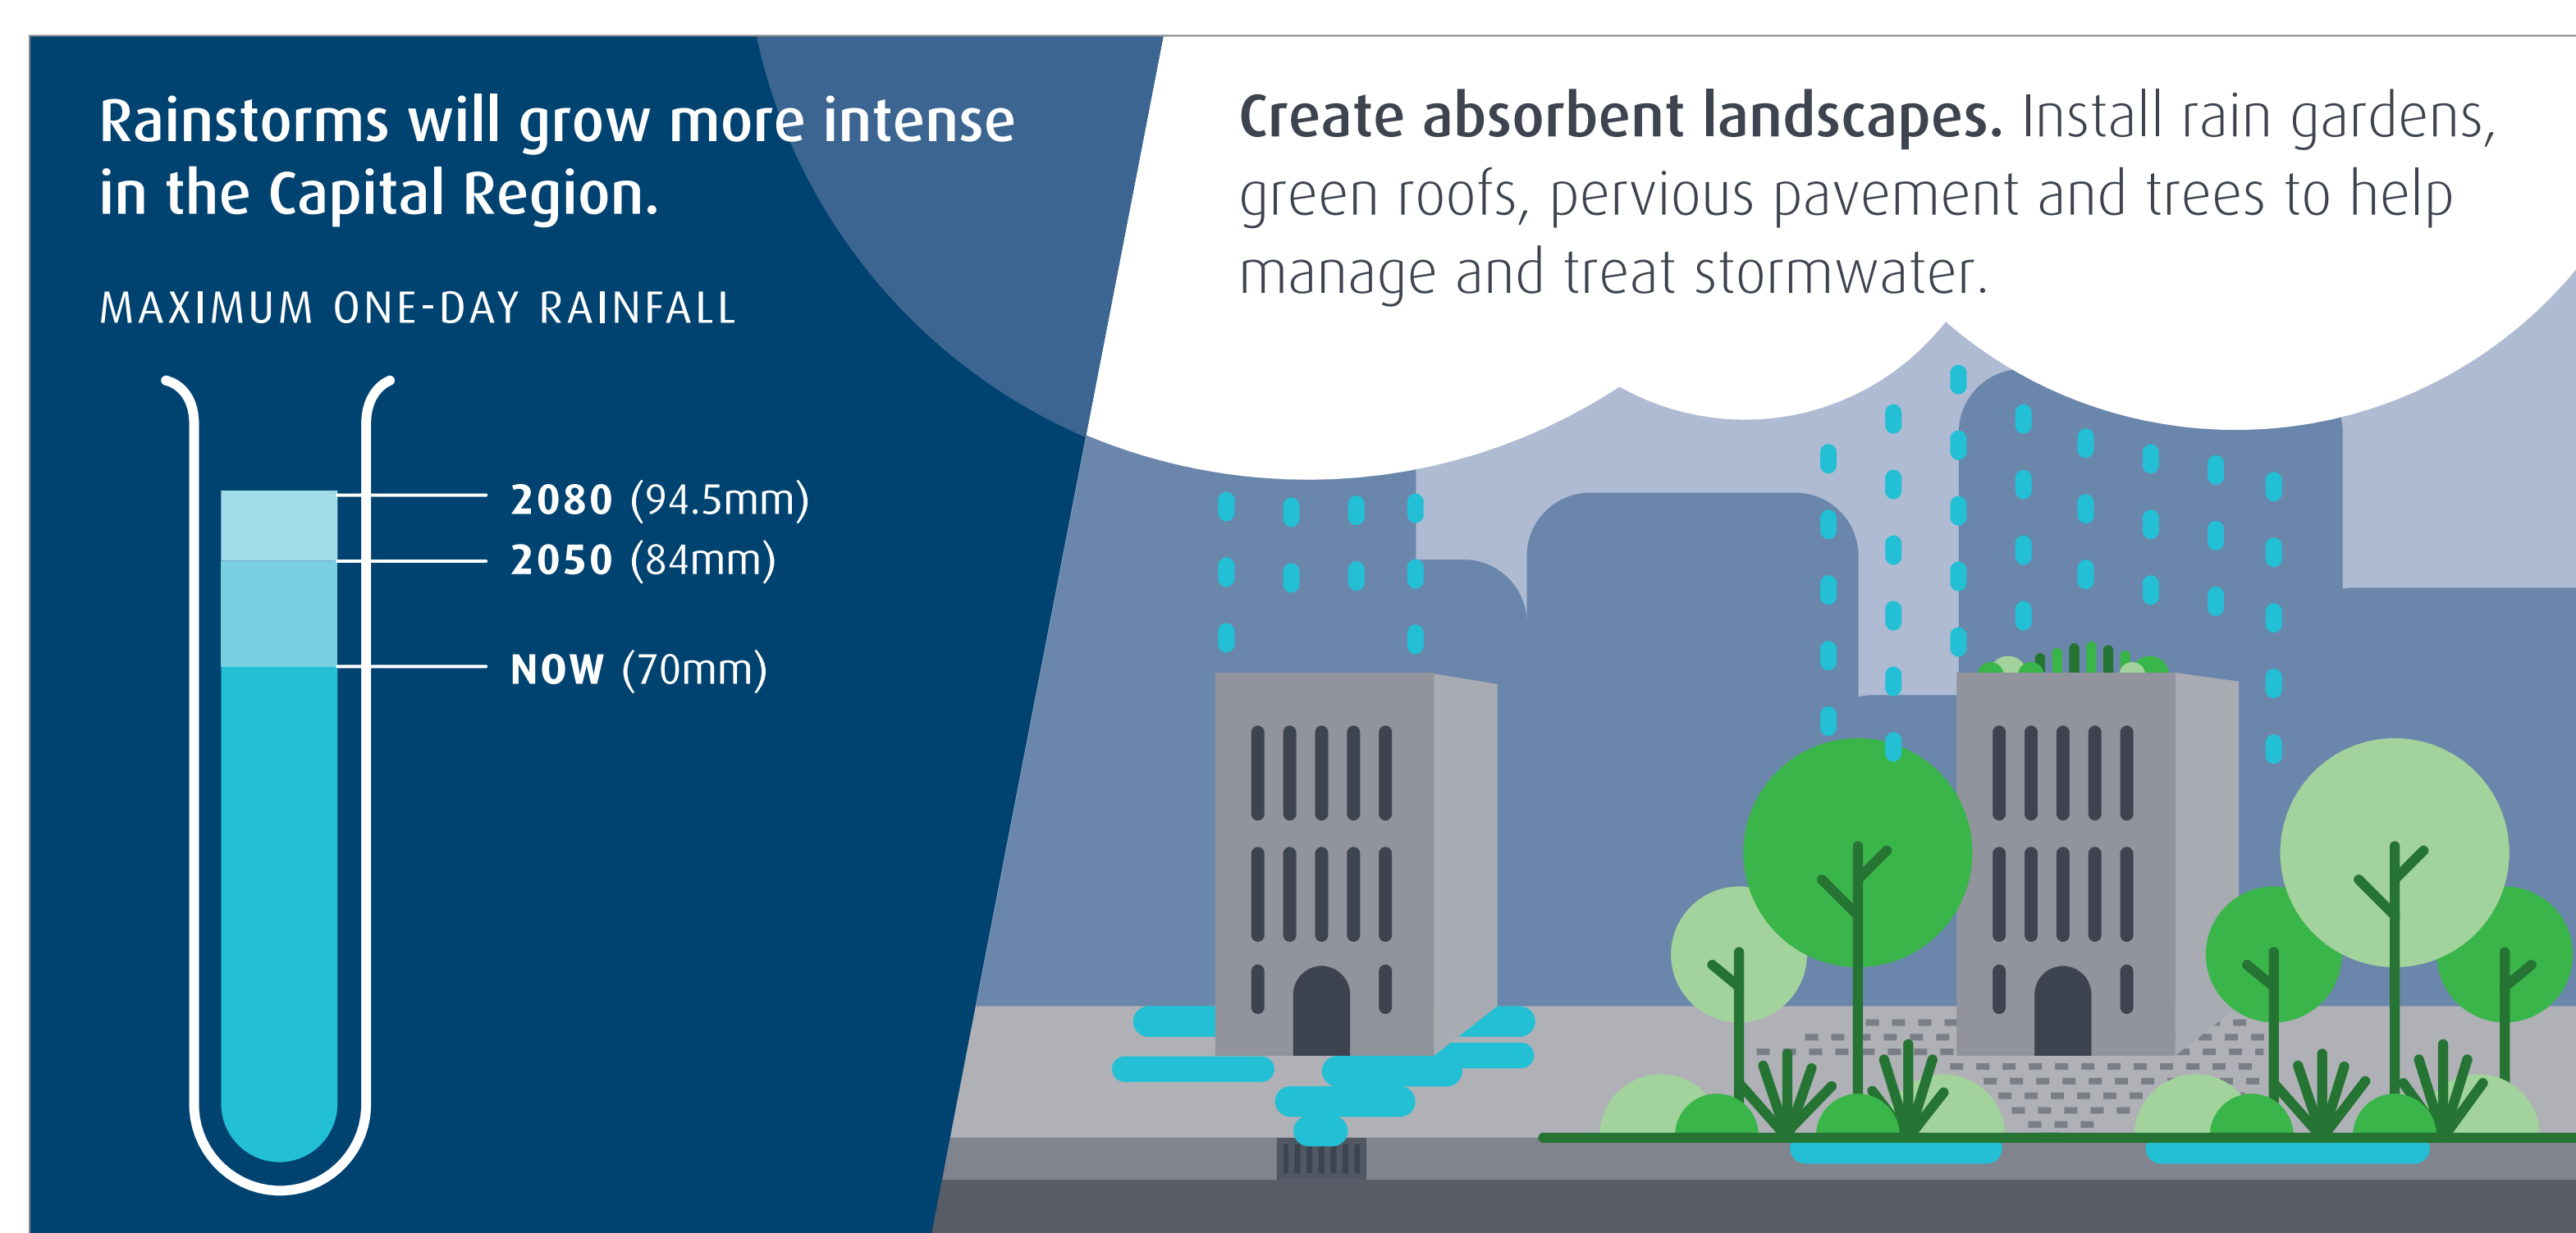 Rainstorms will grow more intense
in the Capital Region.
MAXIMUM ONE-DAY RAINFALL
2080 (94.5mm)
2050 (84mm)
NOW (70mm)
Create absorbent landscapes. Install rain gardens,
green roofs, pervious pavement and trees to help
manage and treat stormwater.